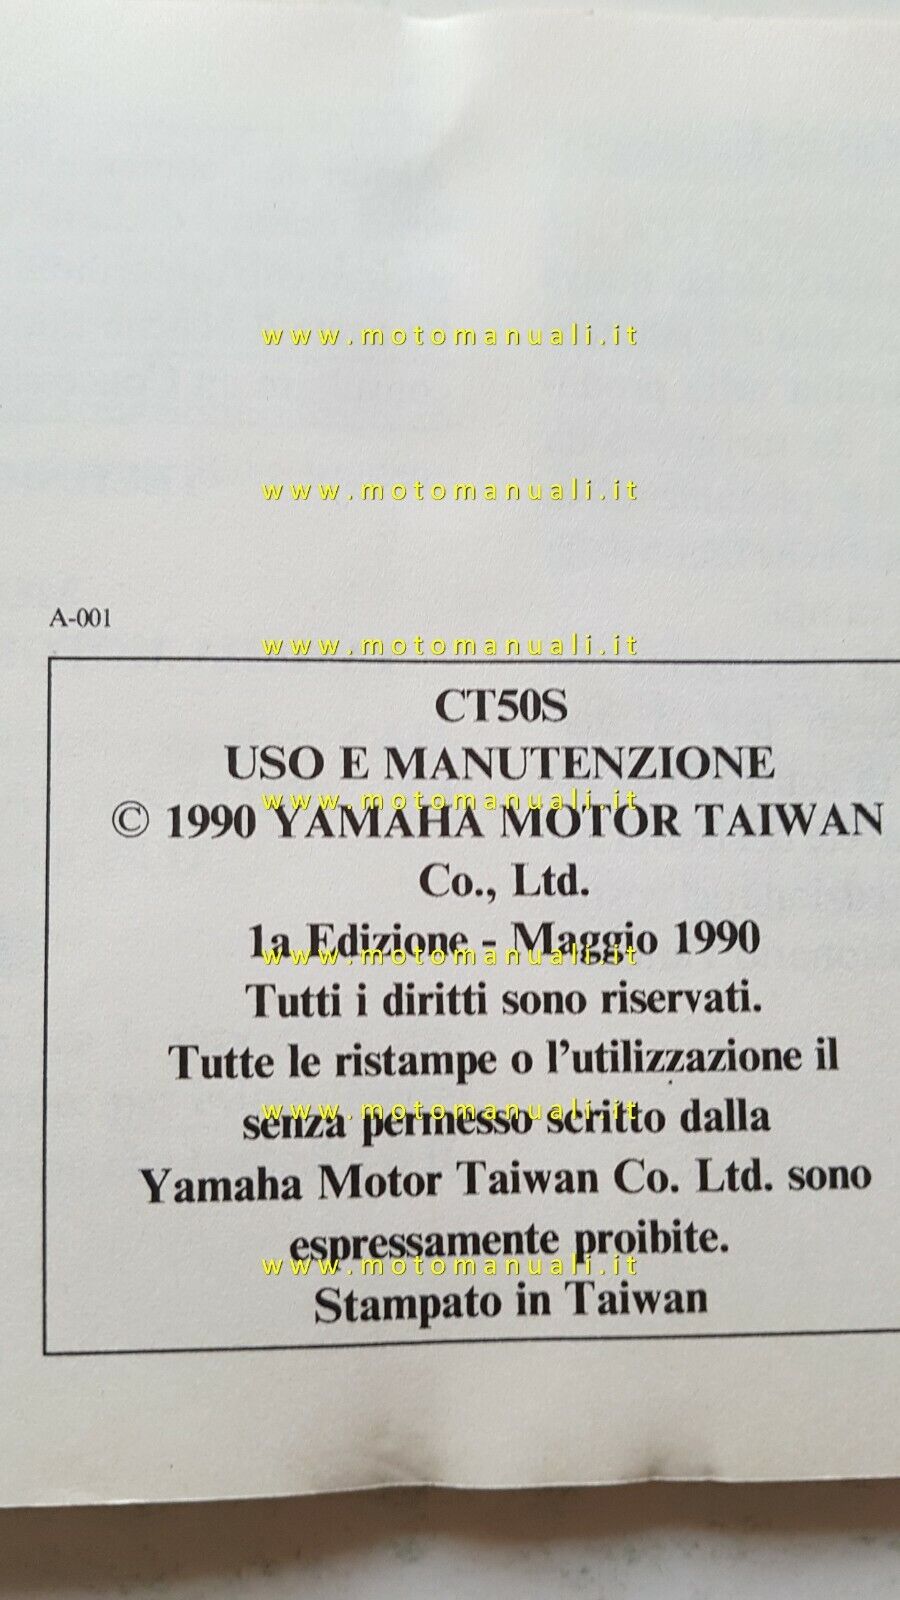 www.motomanuali.it
www.motomanuali.it
A-001
www.motomanuali.it
CT50S
USO E MANUTENZIONE
www.motomanuali.it
© 1990 YAMAHA MOTOR TAIWAN
Co., Ltd.
1a Edizione - Maggio 1990
www.motomanuali.it
Tutti i diritti sono riservati.
Tutte le ristampe o l'utilizzazione il
senza permesso scritto dalla
www.motomanuali.it
Yamaha Motor Taiwan Co. Ltd. sono
espressamente proibite.
www.motomanuali.it
Stampato in Taiwan